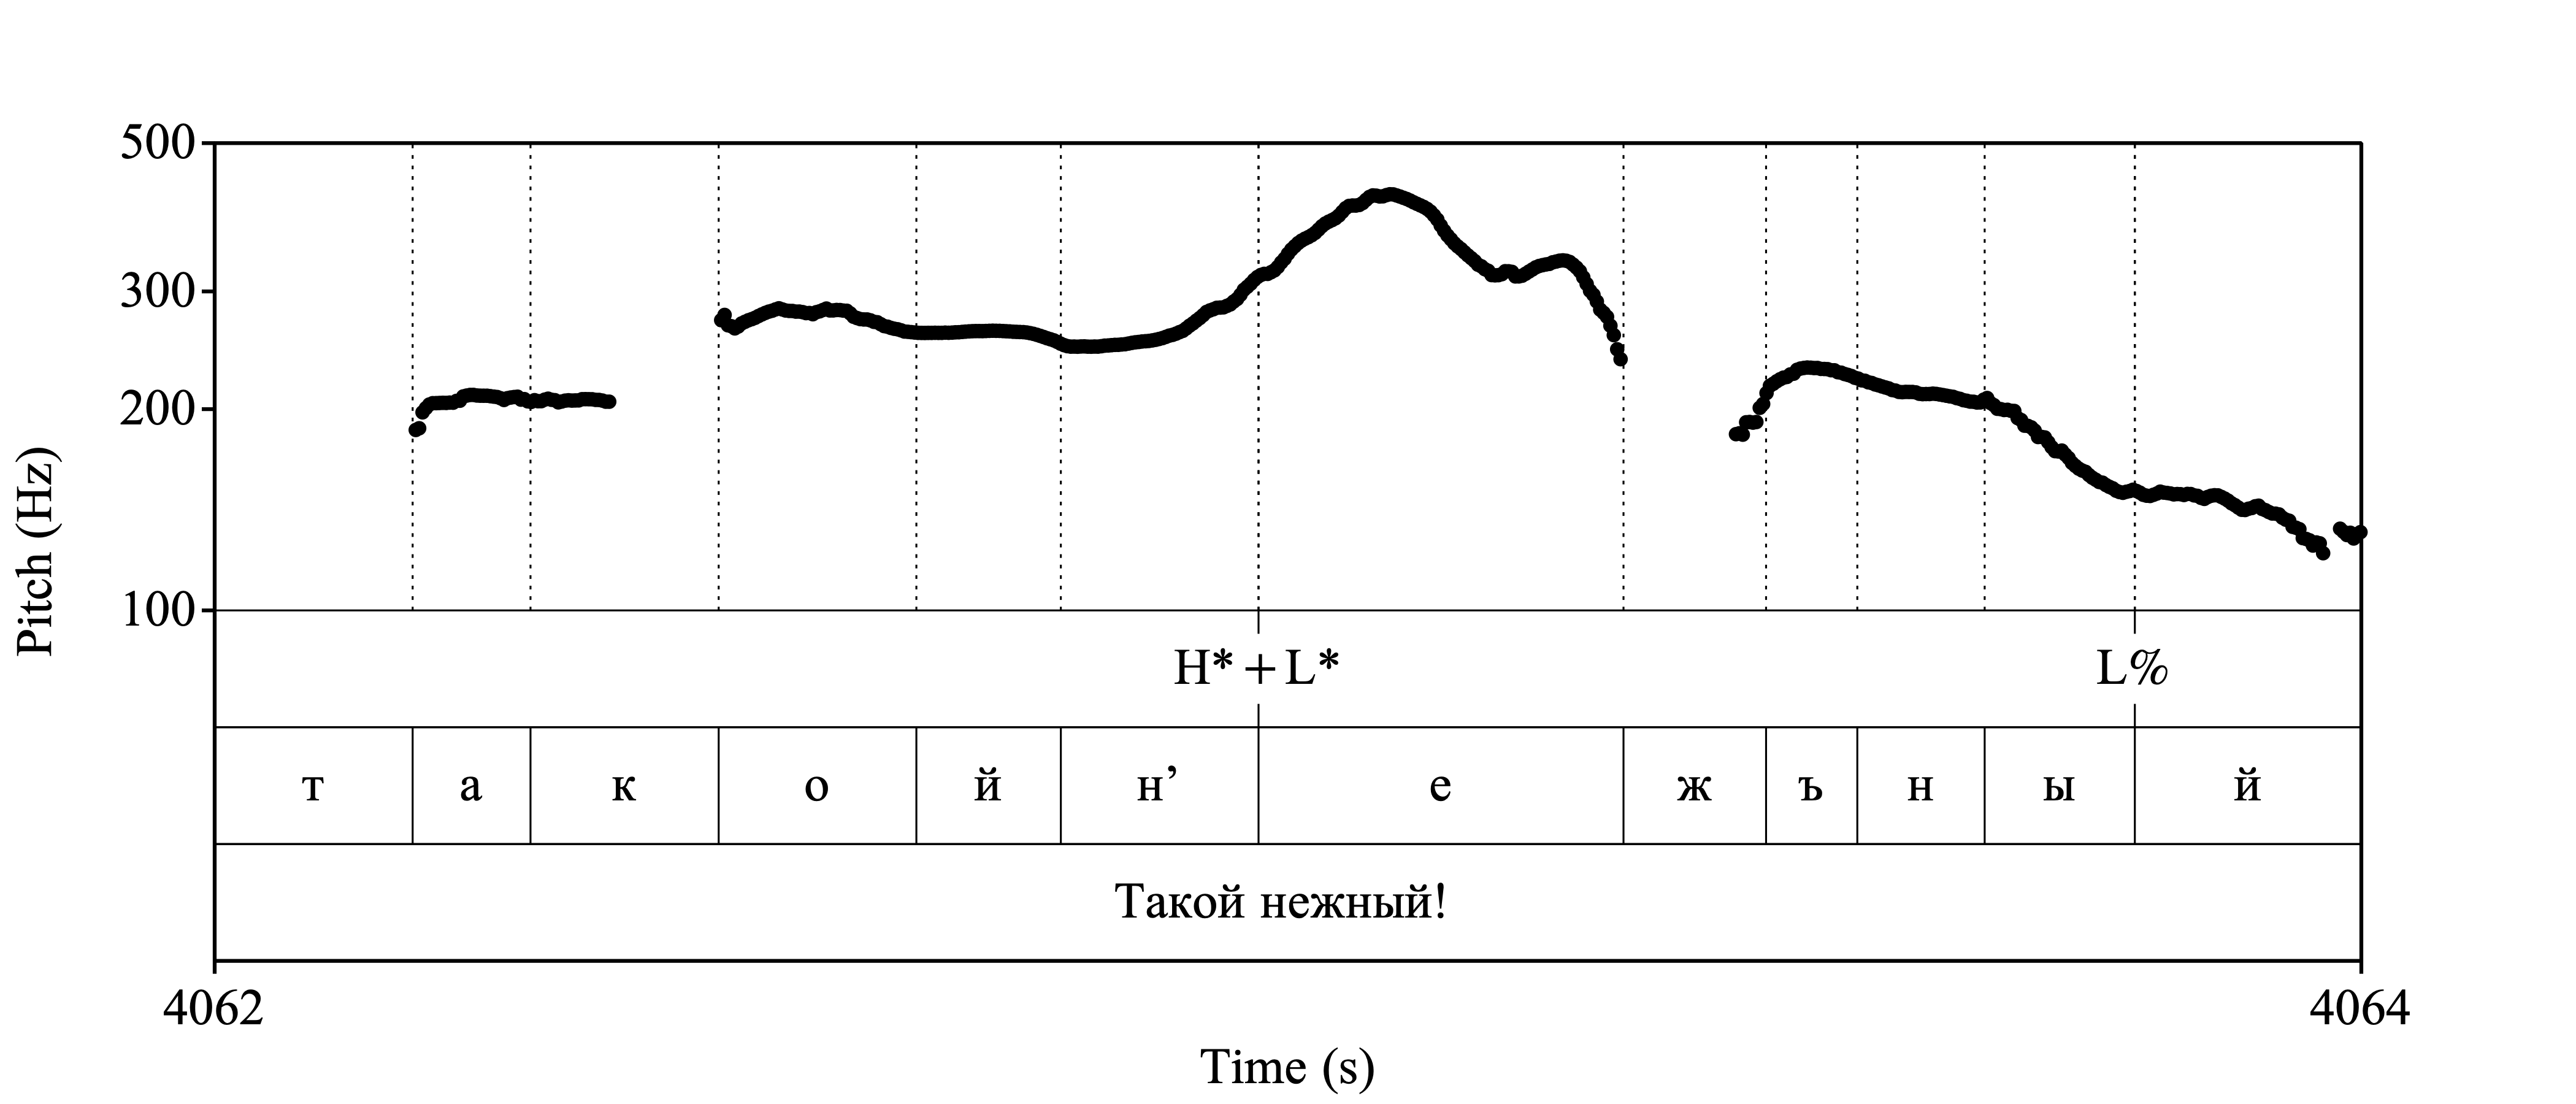 500
300
200
100
Pitch (Hz)
H* + L* L%
т а к о й н’ е ж ъ н ы й
Такой нежный!
4062 4064
Time (s)